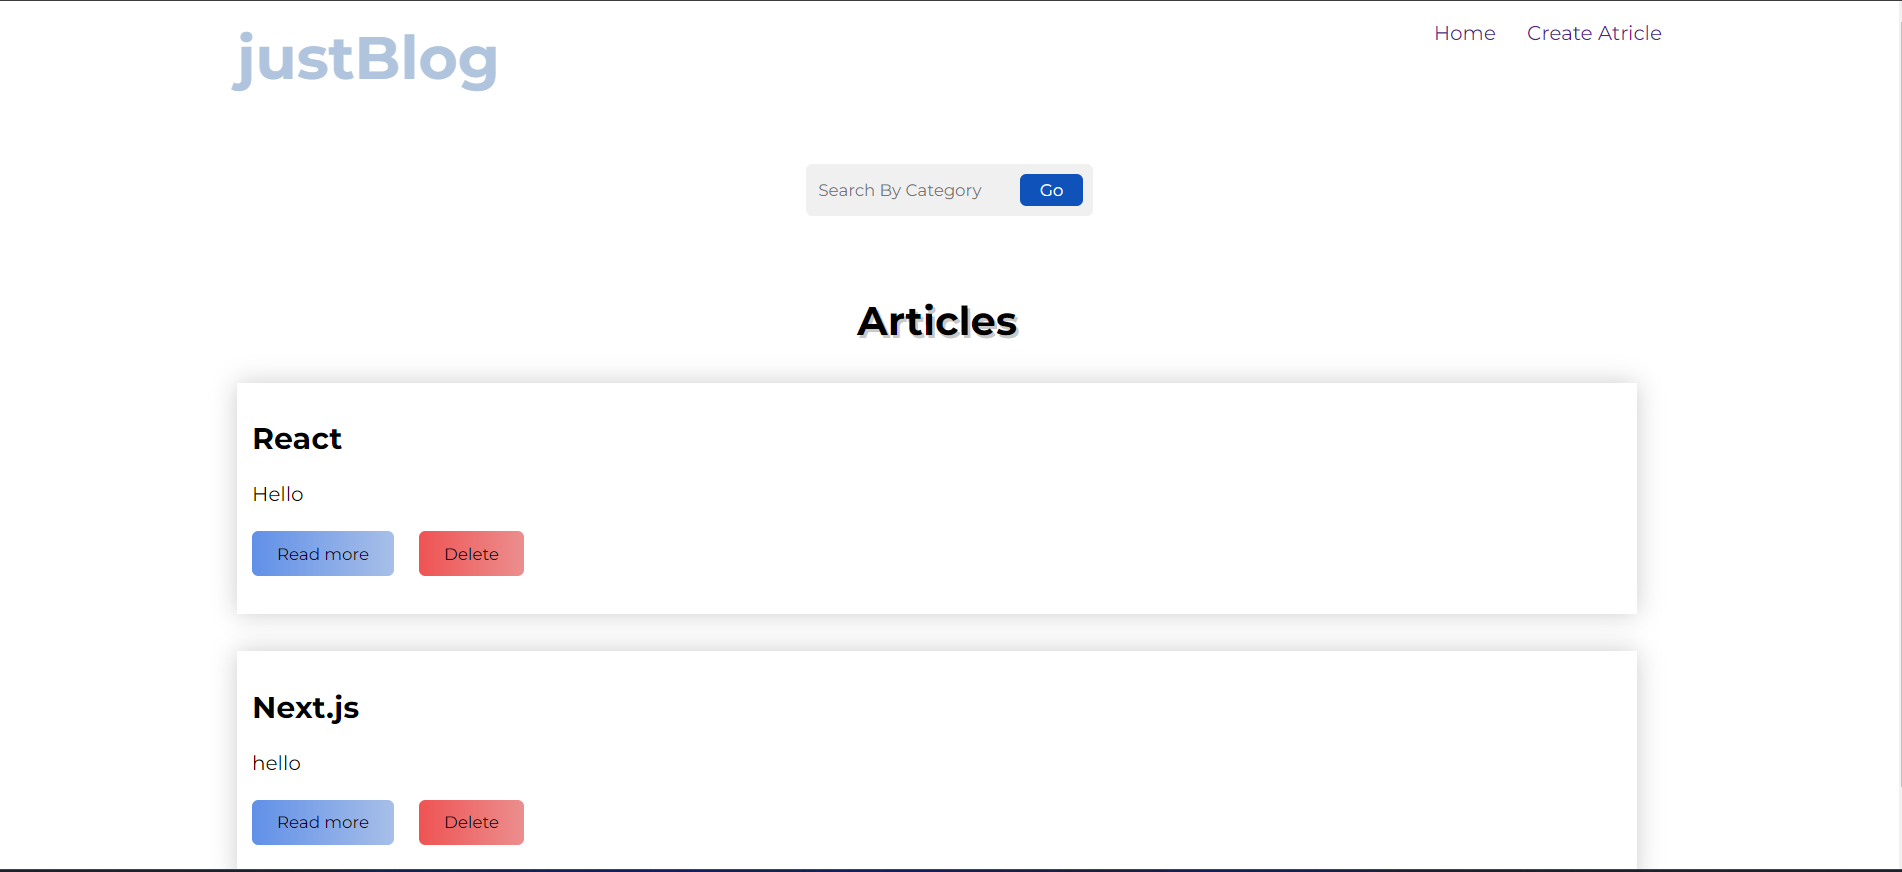 justBlog
Home Create Atricle
Search By Category Go
Articles
React
Hello
Read more Delete
Next.js
hello
Read more Delete